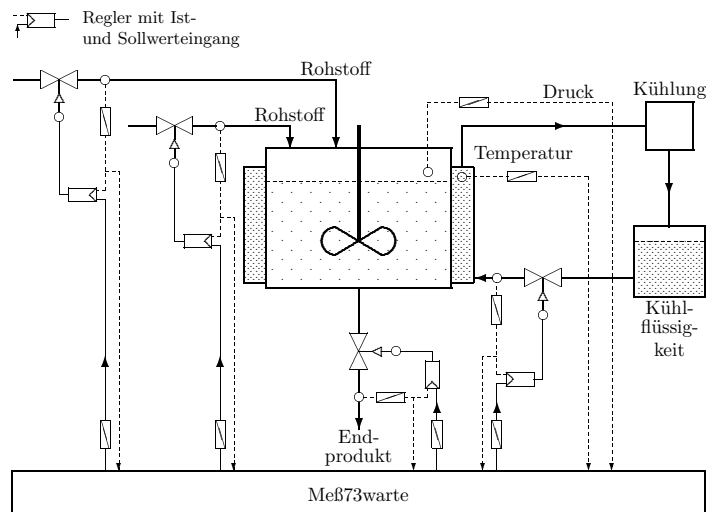 Regler mit Ist-
und Sollwerteingang
Rohstoff
Rohstoff
Druck
Kühlung
Temperatur
Kühl-
flüssig-
keit
End-
produkt
Meß73warte